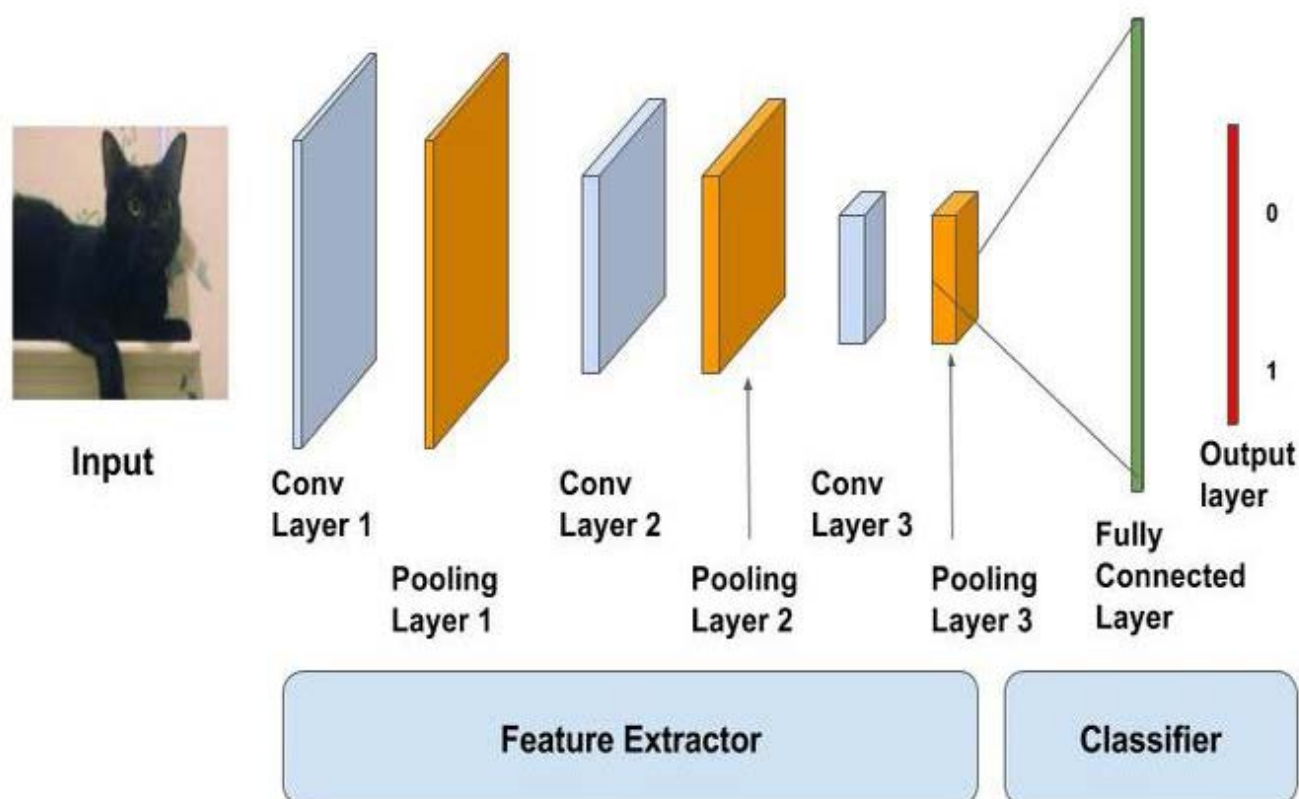 0
1
Input
Output
layer
Conv
Layer 1
Conv
Layer 2
Conv
Layer 3
Fully
Connected
Layer
Pooling
Layer 1
Pooling
Layer 2
Pooling
Layer 3
Feature Extractor
Classifier